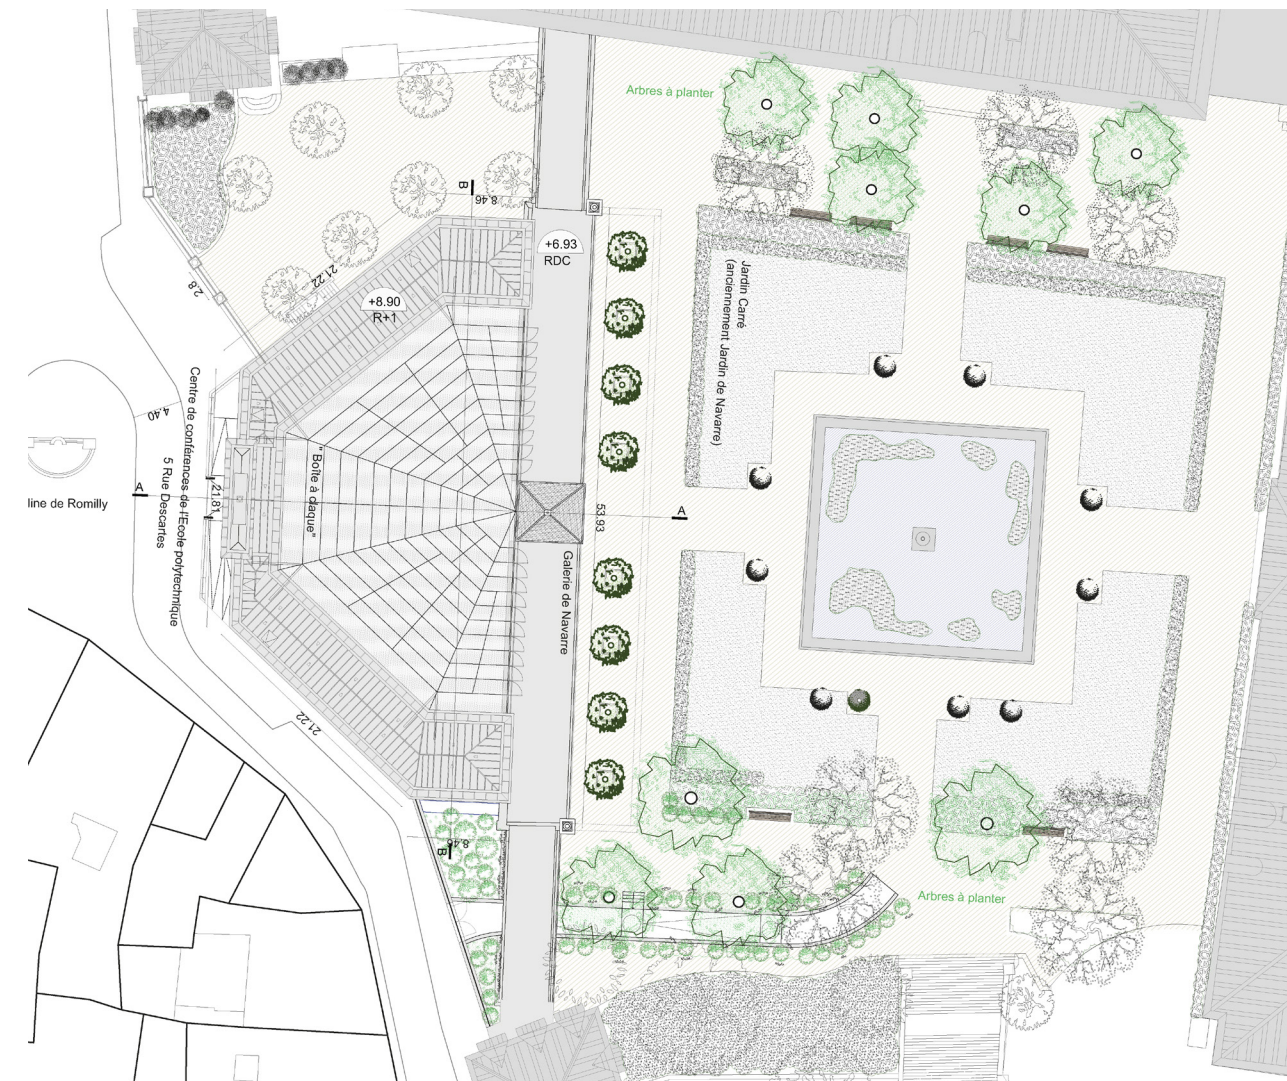 Arbres à planter
B
8.46
+6.93
RDC
21.22
2.8
+8.90
R+1
Jardin Carré
(anciennement Jardin de Navarre)
4.40
Centre de conférences de l'Ecole polytechnique
5 Rue Descartes
"Boîte à claque"
line de Romilly
A
21.81
53.93
A
Galerie de Navarre
21.22
8.46
B
Arbres à planter